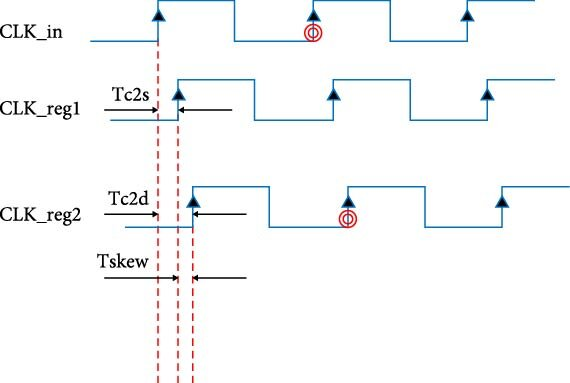 CLK_in
Tc2s
CLK_reg1
Tc2d
CLK_reg2
Tskew